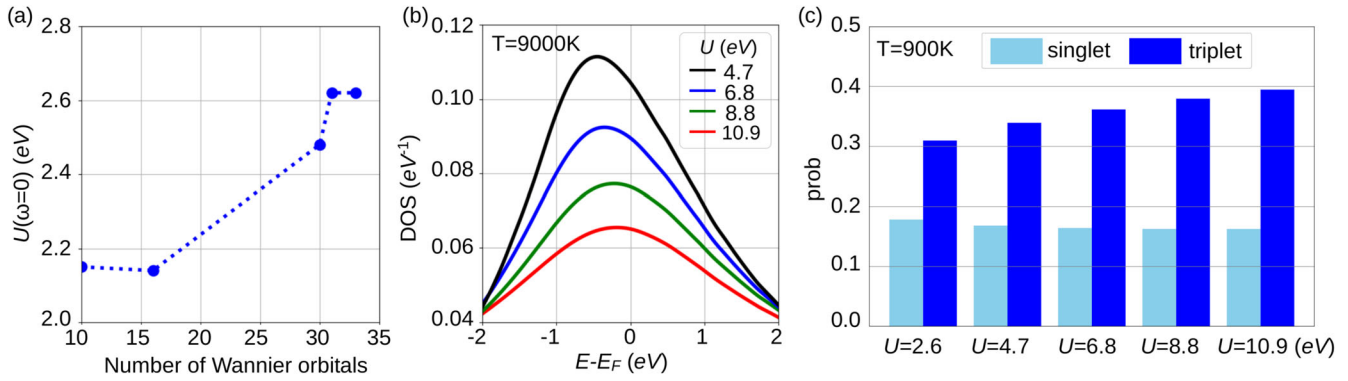 (a)
2.8
2.6
2.4
2.2
2.0
U(ω=0) (eV)
10 15 20 25 30 35
Number of Wannier orbitals
(b)
0.12
0.10
0.08
0.06
0.04
DOS (eV⁻¹)
T=9000K
U (eV)
4.7
6.8
8.8
10.9
-2 -1 0 1 2
E-E_F (eV)
(c)
0.5
0.4
0.3
0.2
0.1
0.0
prob
T=900K
singlet triplet
U=2.6 U=4.7 U=6.8 U=8.8 U=10.9 (eV)